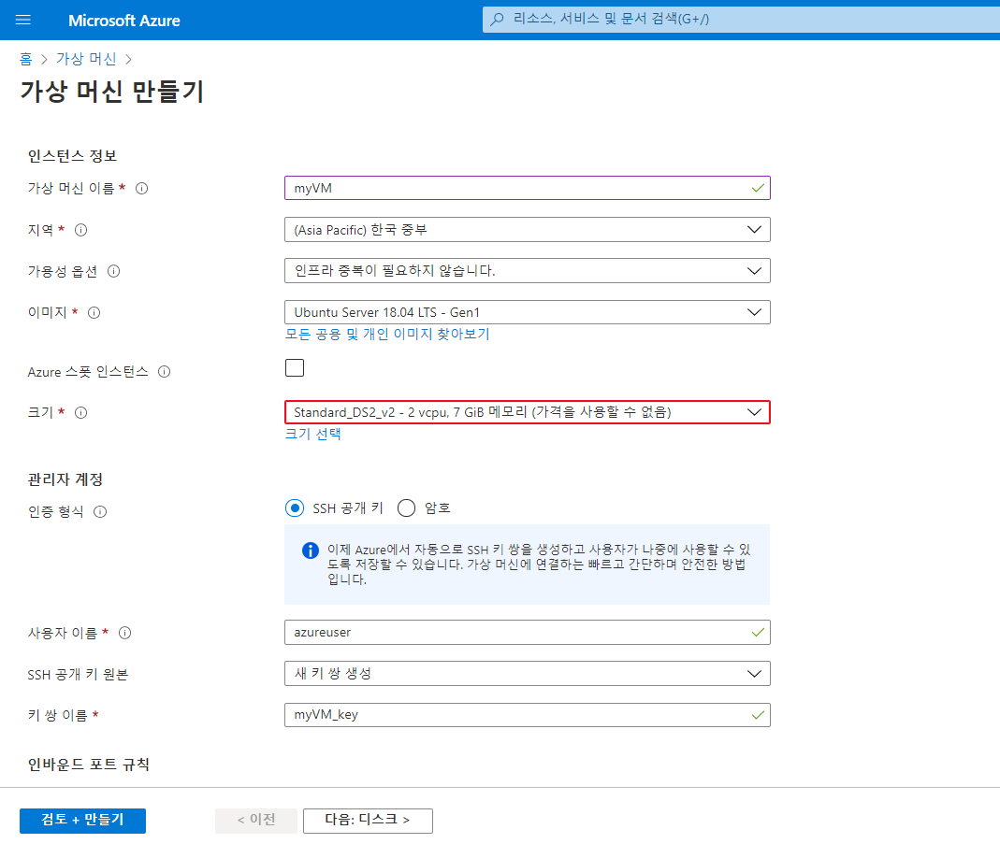 Microsoft Azure
리소스, 서비스 및 문서 검색(G+/)
홈 > 가상 머신 >
가상 머신 만들기
인스턴스 정보
가상 머신 이름 * myVM
지역 * (Asia Pacific) 한국 중부
가용성 옵션 인프라 중복이 필요하지 않습니다.
이미지 * Ubuntu Server 18.04 LTS - Gen1
모든 공용 및 개인 이미지 찾아보기
Azure 스폿 인스턴스
크기 * Standard_DS2_v2 - 2 vcpu, 7 GiB 메모리 (가격을 사용할 수 없음)
크기 선택
관리자 계정
인증 형식 SSH 공개 키 암호
이제 Azure에서 자동으로 SSH 키 쌍을 생성하고 사용자가 나중에 사용할 수 있
도록 저장할 수 있습니다. 가상 머신에 연결하는 빠르고 간단하며 안전한 방법
입니다.
사용자 이름 * azureuser
SSH 공개 키 원본 새 키 쌍 생성
키 쌍 이름 * myVM_key
인바운드 포트 규칙
검토 + 만들기 < 이전 다음: 디스크 >